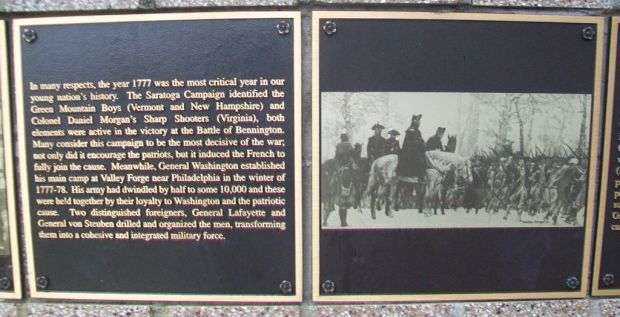 In many respects, the year 1777 was the most critical year in our
young nation's history. The Saratoga Campaign identified the
Green Mountain Boys (Vermont and New Hampshire) and
Colonel Daniel Morgan's Sharp Shooters (Virginia), both
elements were active in the victory at the Battle of Bennington.
Many consider this campaign to be the most decisive of the war;
not only did it encourage the patriots, but it induced the French to
fully join the cause. Meanwhile, General Washington established
his main camp at Valley Forge near Philadelphia in the winter of
1777-78. His army had dwindled by half to some 10,000 and these
were held together by their loyalty to Washington and the patriotic
cause. Two distinguished foreigners, General Lafayette and
General von Steuben drilled and organized the men, transforming
them into a cohesive and integrated military force.